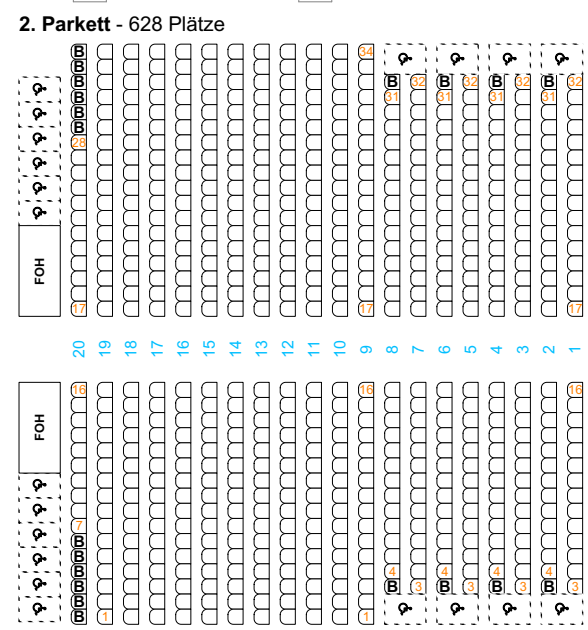 2. Parkett - 628 Plätze
B 34
B
B B 32 B 32 B 32 B 32
B 31 31 31 31
B
B
28
FOH
17 17 17
20 19 18 17 16 15 14 13 12 11 10 9 8 7 6 5 4 3 2 1
16 16 16
FOH
7
B
B
B 4 4 4 4
B B 3 B 3 B 3 B 3
B
B 1 1